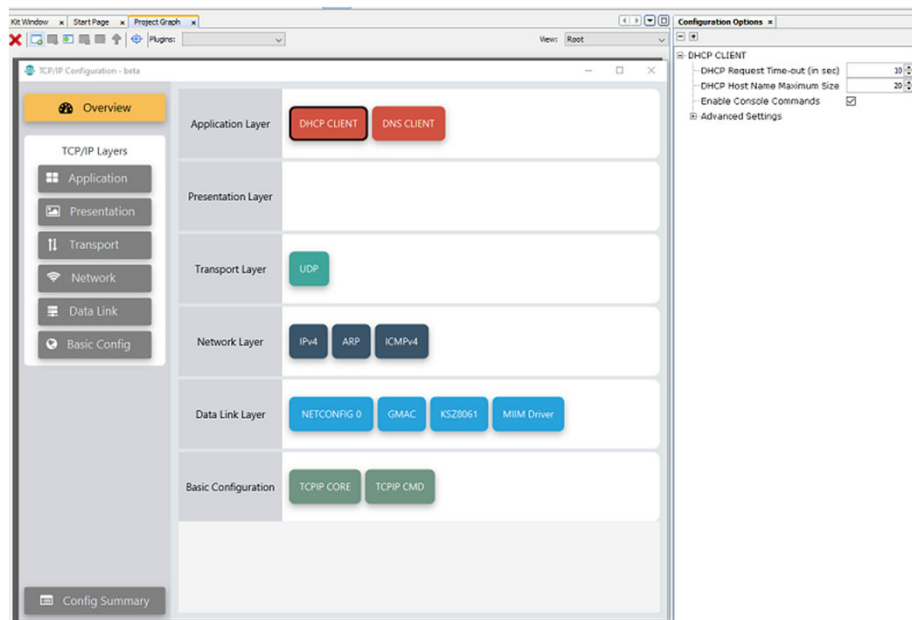 Kit Window x Start Page x Project Graph x
Plugins: View: Root
TCP/IP Configuration - beta
Overview
TCP/IP Layers
Application
Presentation
Transport
Network
Data Link
Basic Config
Config Summary
Application Layer DHCP CLIENT DNS CLIENT
Presentation Layer
Transport Layer UDP
Network Layer IPv4 ARP ICMPv4
Data Link Layer NETCONFIG 0 GMAC KSZ8061 MIIM Driver
Basic Configuration TCPIP CORE TCPIP CMD
Configuration Options x
DHCP CLIENT
DHCP Request Time-out (in sec) 10
DHCP Host Name Maximum Size 20
Enable Console Commands
Advanced Settings